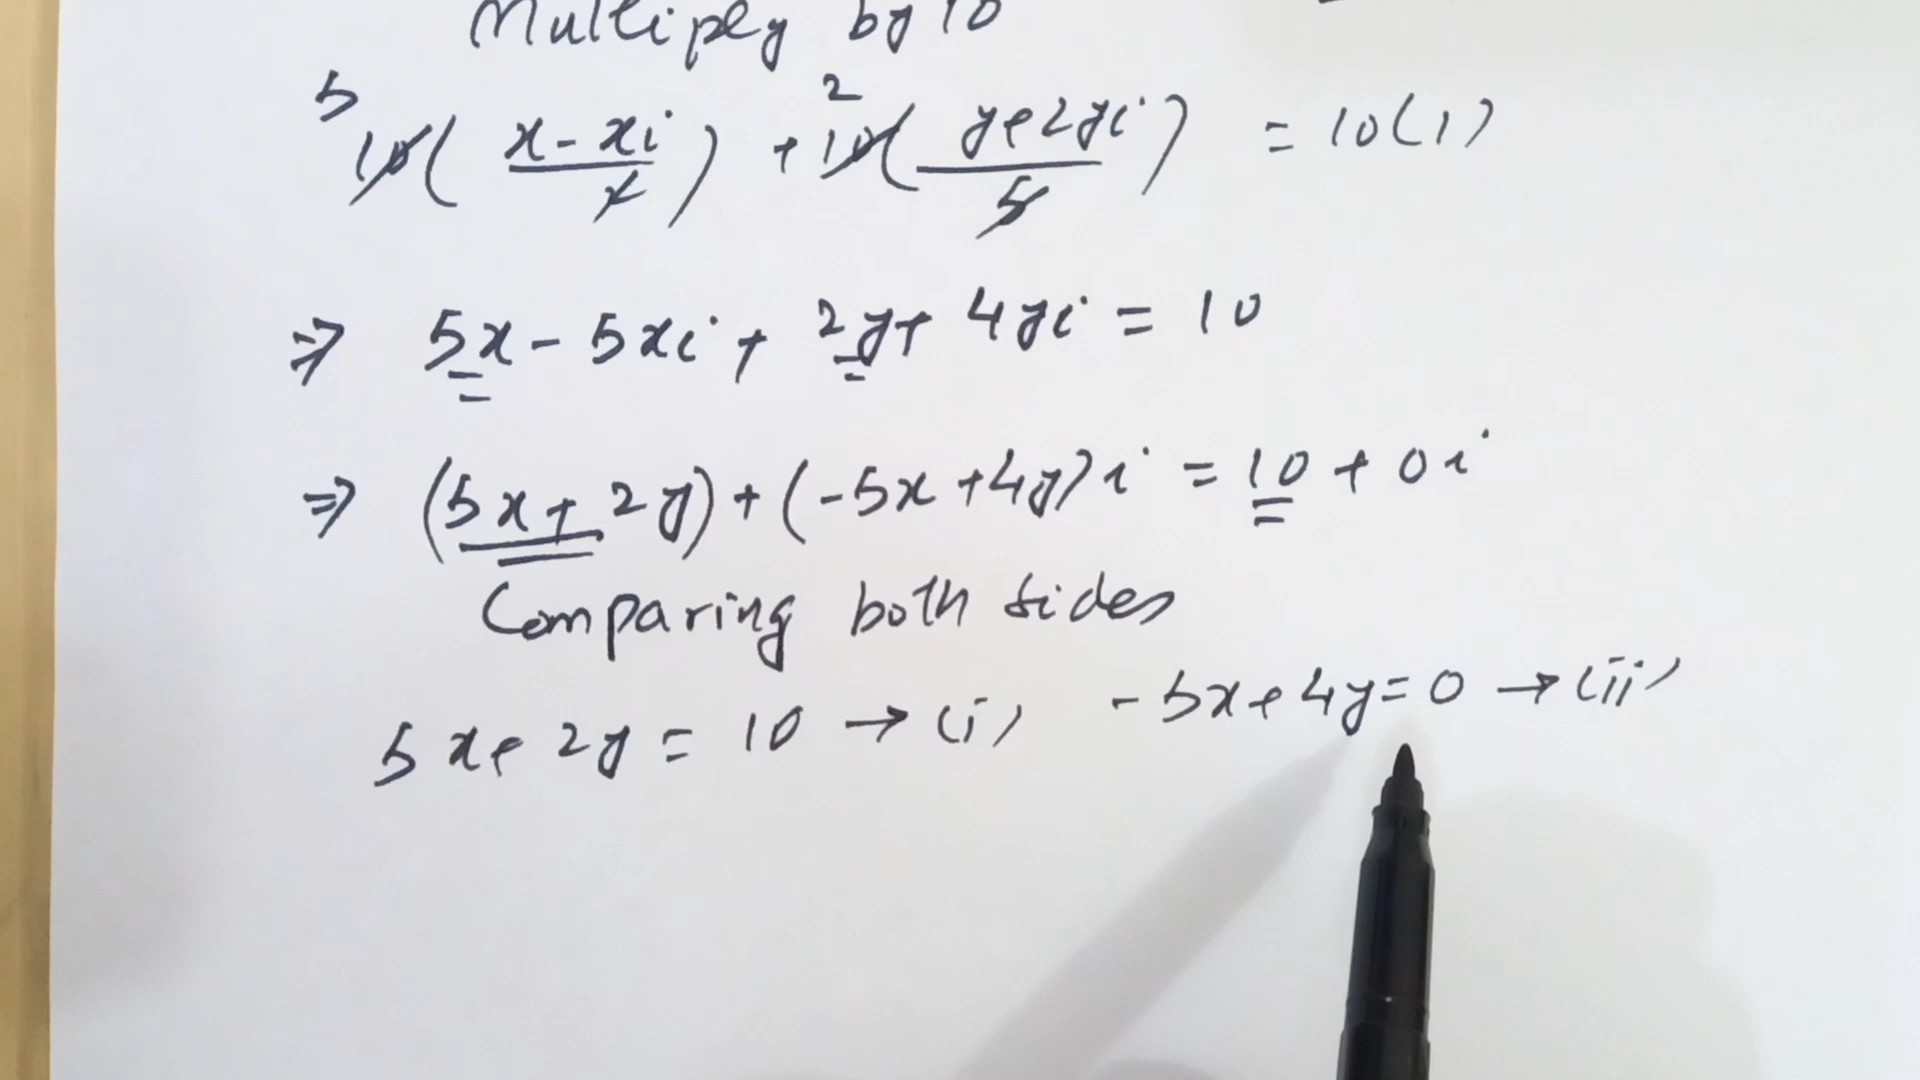 Multiply by 10
5 10( x - xi / 2 ) + 2 10( y + 2yi / 5 ) = 10(1)
⇒ 5x - 5xi + 2y + 4yi = 10
⇒ (5x + 2y) + (-5x + 4y)i = 10 + 0i
Comparing both sides
5x + 2y = 10 → (i) -5x + 4y = 0 → (ii)